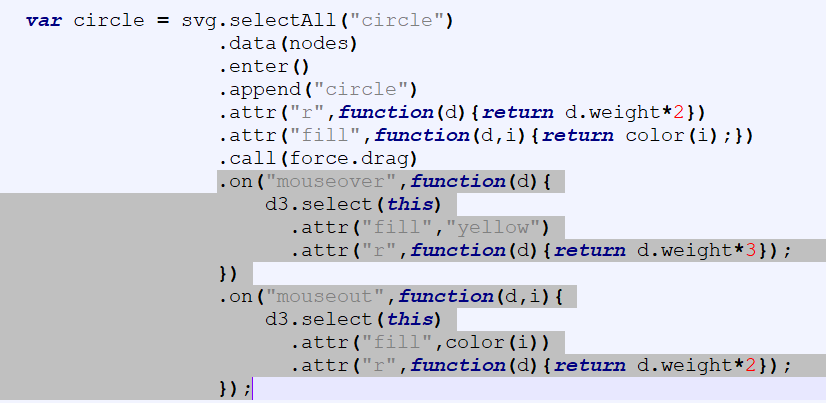 var circle = svg.selectAll("circle")
.data(nodes)
.enter()
.append("circle")
.attr("r",function(d){return d.weight*2})
.attr("fill",function(d,i){return color(i);})
.call(force.drag)
.on("mouseover",function(d){
d3.select(this)
.attr("fill","yellow")
.attr("r",function(d){return d.weight*3});
})
.on("mouseout",function(d,i){
d3.select(this)
.attr("fill",color(i))
.attr("r",function(d){return d.weight*2});
});